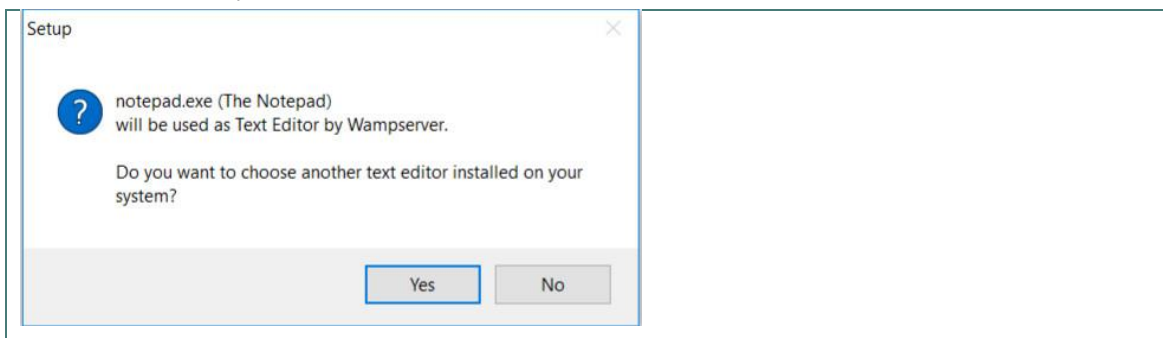 Setup
notepad.exe (The Notepad)
will be used as Text Editor by Wampserver.
Do you want to choose another text editor installed on your
system?
Yes No